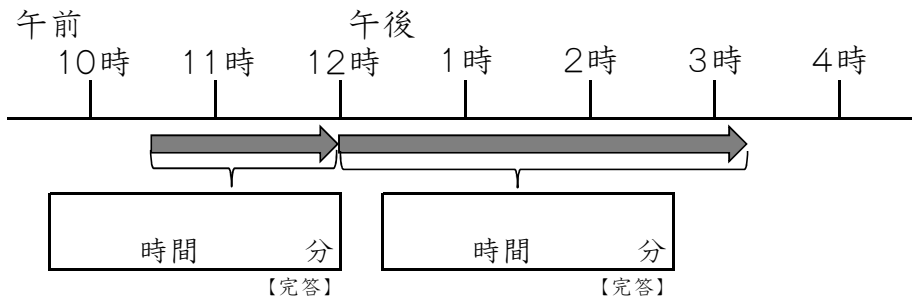 午前 午後
10時 11時 12時 1時 2時 3時 4時
時間 分 時間 分
【完答】 【完答】